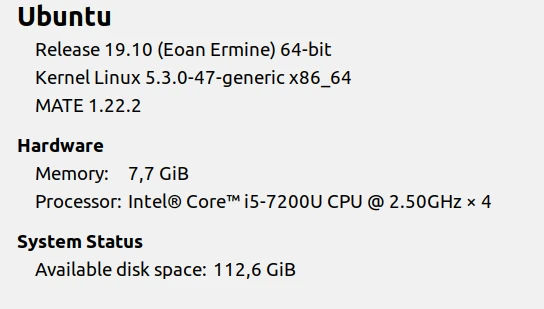 Ubuntu
Release 19.10 (Eoan Ermine) 64-bit
Kernel Linux 5.3.0-47-generic x86_64
MATE 1.22.2
Hardware
Memory: 7,7 GiB
Processor: Intel® Core™ i5-7200U CPU @ 2.50GHz × 4
System Status
Available disk space: 112,6 GiB